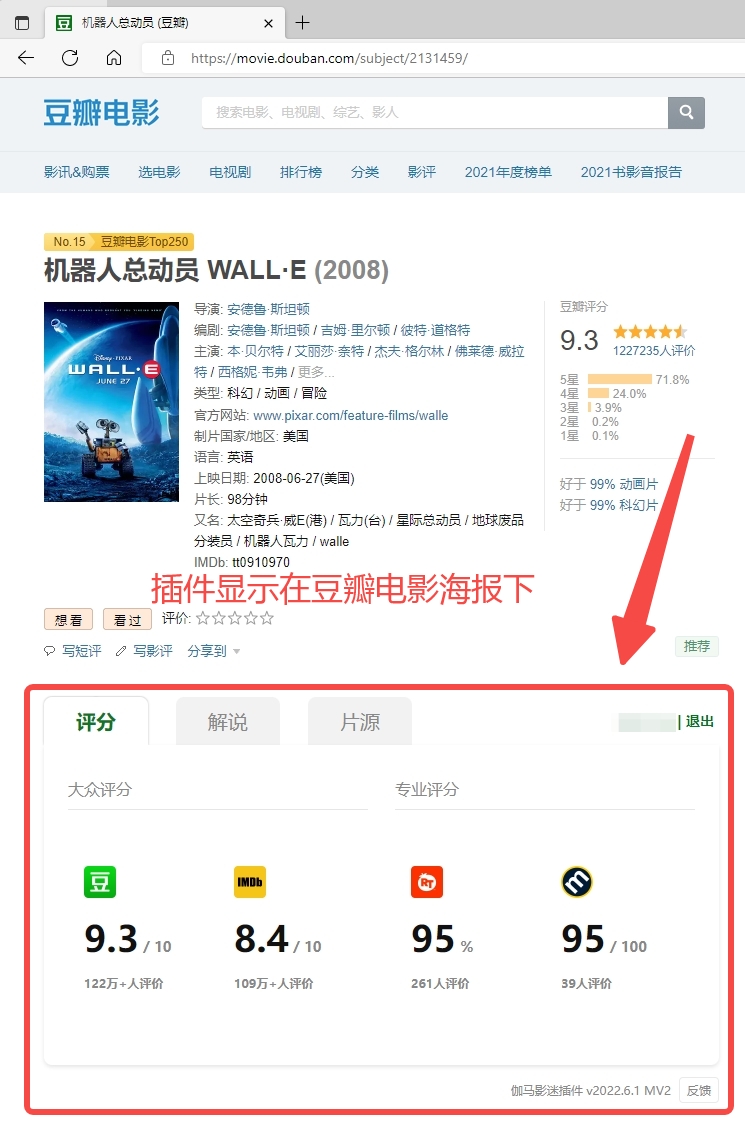 机器人总动员 (豆瓣)
https://movie.douban.com/subject/2131459/
豆瓣电影
搜索电影、电视剧、综艺、影人
影讯&购票 选电影 电视剧 排行榜 分类 影评 2021年度榜单 2021书影音报告
No.15 豆瓣电影Top250
机器人总动员 WALL·E (2008)
DISNEY·PIXAR
WALL·E
JUNE 27
导演: 安德鲁·斯坦顿
编剧: 安德鲁·斯坦顿 / 吉姆·里尔顿 / 彼特·道格特
主演: 本·贝尔特 / 艾丽莎·奈特 / 杰夫·格尔林 / 佛莱德·威拉
特 / 西格妮·韦弗 / 更多...
类型: 科幻 / 动画 / 冒险
官方网站: www.pixar.com/feature-films/walle
制片国家/地区: 美国
语言: 英语
上映日期: 2008-06-27(美国)
片长: 98分钟
又名: 太空奇兵·威E(港) / 瓦力(台) / 星际总动员 / 地球废品
分装员 / 机器人瓦力 / walle
IMDb: tt0910970
豆瓣评分
9.3
1227235人评价
5星 71.8%
4星 24.0%
3星 3.9%
2星 0.2%
1星 0.1%
好于 99% 动画片
好于 99% 科幻片
插件显示在豆瓣电影海报下
想看 看过 评价:
写短评 写影评 分享到
推荐
评分 解说 片源
| 退出
大众评分 专业评分
豆 IMDb RT m
9.3 / 10 8.4 / 10 95 % 95 / 100
122万+人评价 109万+人评价 261人评价 39人评价
伽马影迷插件 v2022.6.1 MV2 反馈